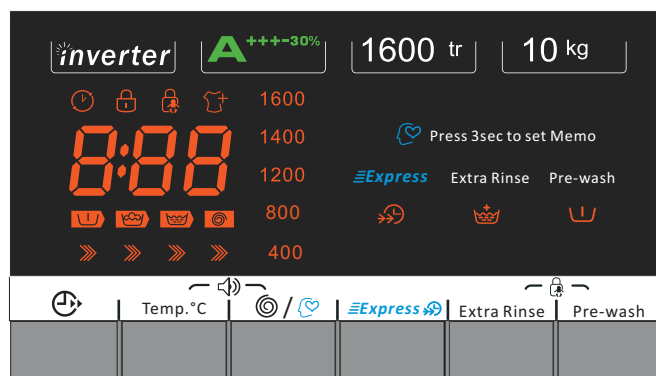 inverter
A+++-30%
1600 tr
10 kg
1600
8:88
1400
Press 3sec to set Memo
1200
Express Extra Rinse Pre-wash
800
400
Temp.°C / Express Extra Rinse Pre-wash